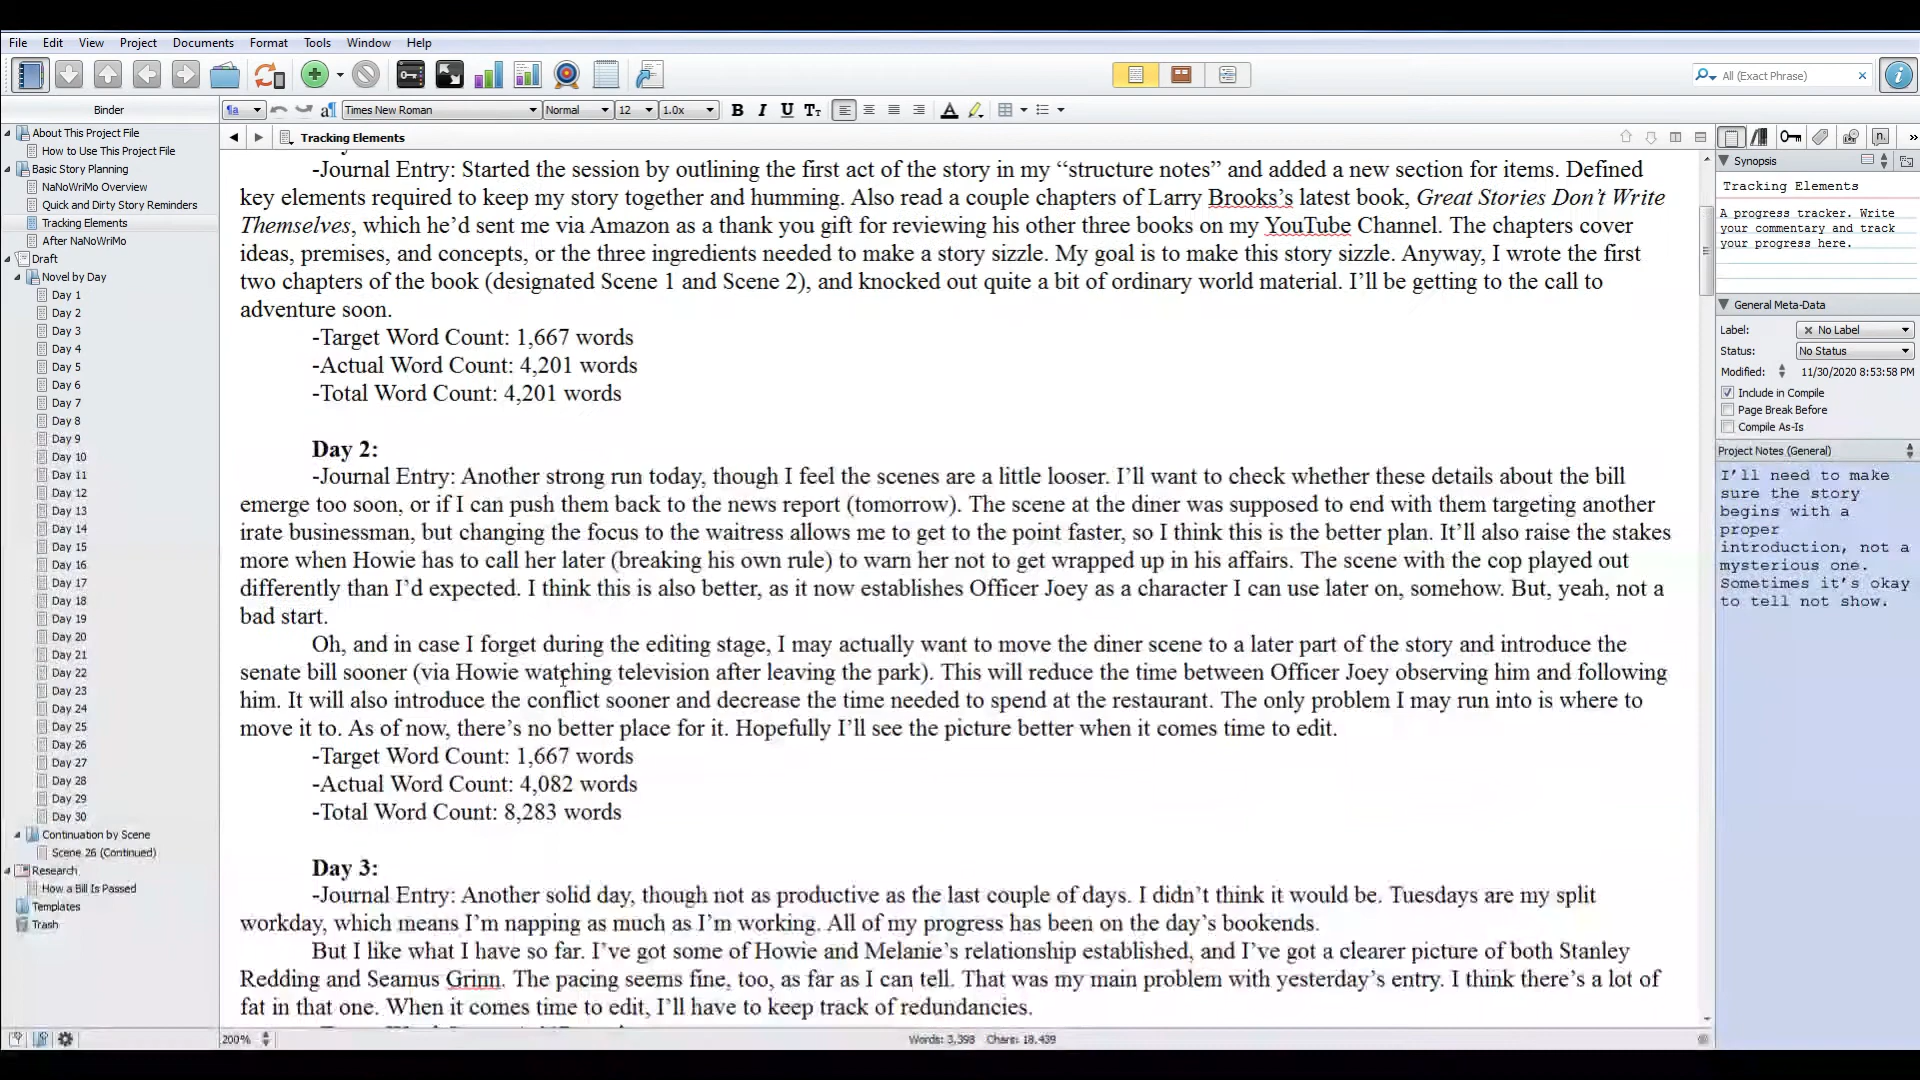 File Edit View Project Documents Format Tools Window Help
All (Exact Phrase)
Binder
Times New Roman Normal 12 1.0x B I U
Tracking Elements
About This Project File
How to Use This Project File
Basic Story Planning
NaNoWriMo Overview
Quick and Dirty Story Reminders
Tracking Elements
After NaNoWriMo
Draft
Novel by Day
Day 1
Day 2
Day 3
Day 4
Day 5
Day 6
Day 7
Day 8
Day 9
Day 10
Day 11
Day 12
Day 13
Day 14
Day 15
Day 16
Day 17
Day 18
Day 19
Day 20
Day 21
Day 22
Day 23
Day 24
Day 25
Day 26
Day 27
Day 28
Day 29
Day 30
Continuation by Scene
Scene 26 (Continued)
Research
How a Bill Is Passed
Templates
Trash
-Journal Entry: Started the session by outlining the first act of the story in my “structure notes” and added a new section for items. Defined
key elements required to keep my story together and humming. Also read a couple chapters of Larry Brooks’s latest book, Great Stories Don’t Write
Themselves, which he’d sent me via Amazon as a thank you gift for reviewing his other three books on my YouTube Channel. The chapters cover
ideas, premises, and concepts, or the three ingredients needed to make a story sizzle. My goal is to make this story sizzle. Anyway, I wrote the first
two chapters of the book (designated Scene 1 and Scene 2), and knocked out quite a bit of ordinary world material. I’ll be getting to the call to
adventure soon.
-Target Word Count: 1,667 words
-Actual Word Count: 4,201 words
-Total Word Count: 4,201 words
Day 2:
-Journal Entry: Another strong run today, though I feel the scenes are a little looser. I’ll want to check whether these details about the bill
emerge too soon, or if I can push them back to the news report (tomorrow). The scene at the diner was supposed to end with them targeting another
irate businessman, but changing the focus to the waitress allows me to get to the point faster, so I think this is the better plan. It’ll also raise the stakes
more when Howie has to call her later (breaking his own rule) to warn her not to get wrapped up in his affairs. The scene with the cop played out
differently than I’d expected. I think this is also better, as it now establishes Officer Joey as a character I can use later on, somehow. But, yeah, not a
bad start.
Oh, and in case I forget during the editing stage, I may actually want to move the diner scene to a later part of the story and introduce the
senate bill sooner (via Howie watching television after leaving the park). This will reduce the time between Officer Joey observing him and following
him. It will also introduce the conflict sooner and decrease the time needed to spend at the restaurant. The only problem I may run into is where to
move it to. As of now, there’s no better place for it. Hopefully I’ll see the picture better when it comes time to edit.
-Target Word Count: 1,667 words
-Actual Word Count: 4,082 words
-Total Word Count: 8,283 words
Day 3:
-Journal Entry: Another solid day, though not as productive as the last couple of days. I didn’t think it would be. Tuesdays are my split
workday, which means I’m napping as much as I’m working. All of my progress has been on the day’s bookends.
But I like what I have so far. I’ve got some of Howie and Melanie’s relationship established, and I’ve got a clearer picture of both Stanley
Redding and Seamus Grinn. The pacing seems fine, too, as far as I can tell. That was my main problem with yesterday’s entry. I think there’s a lot of
fat in that one. When it comes time to edit, I’ll have to keep track of redundancies.
200%
Words: 3,398 Chars: 18,439
Synopsis
Tracking Elements
A progress tracker. Write
your commentary and track
your progress here.
General Meta-Data
Label: No Label
Status: No Status
Modified: 11/30/2020 8:53:58 PM
Include in Compile
Page Break Before
Compile As-Is
Project Notes (General)
I’ll need to make
sure the story
begins with a
proper
introduction, not a
mysterious one.
Sometimes it’s okay
to tell not show.